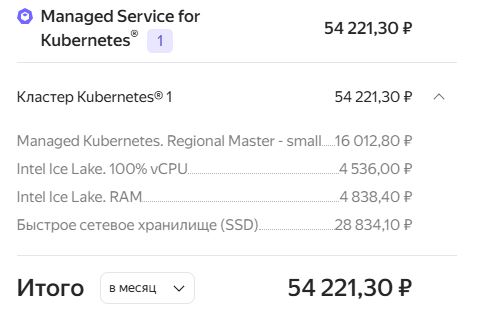 Managed Service for
Kubernetes® 1
54 221,30 ₽
Кластер Kubernetes® 1 54 221,30 ₽
Managed Kubernetes. Regional Master - small 16 012,80 ₽
Intel Ice Lake. 100% vCPU 4 536,00 ₽
Intel Ice Lake. RAM 4 838,40 ₽
Быстрое сетевое хранилище (SSD) 28 834,10 ₽
Итого в месяц 54 221,30 ₽